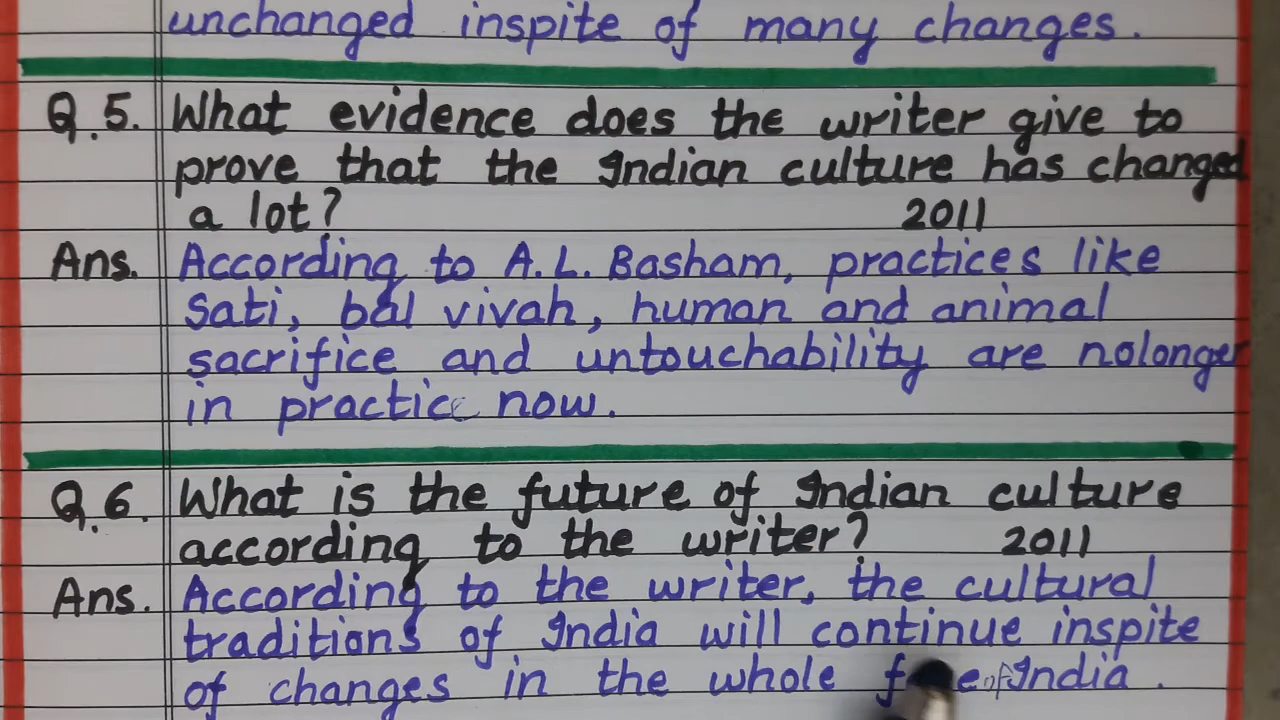 unchanged inspite of many changes.
Q.5. What evidence does the writer give to
prove that the Indian culture has changed
a lot? 2011
Ans. According to A.L. Basham, practices like
sati, bal vivah, human and animal
sacrifice and untouchability are nolonger
in practice now.
Q.6. What is the future of Indian culture
according to the writer? 2011
Ans. According to the writer, the cultural
traditions of India will continue inspite
of changes in the whole of India.